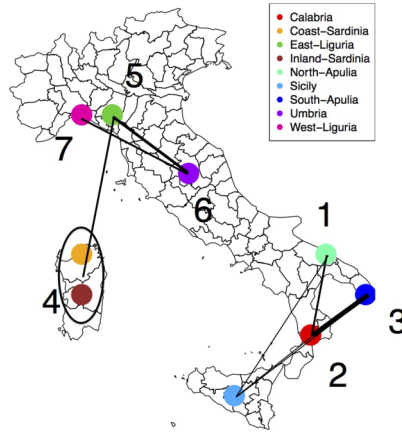 Calabria
Coast-Sardinia
East-Liguria
Inland-Sardinia
North-Apulia
Sicily
South-Apulia
Umbria
West-Liguria
5
7
6
1
4
3
2